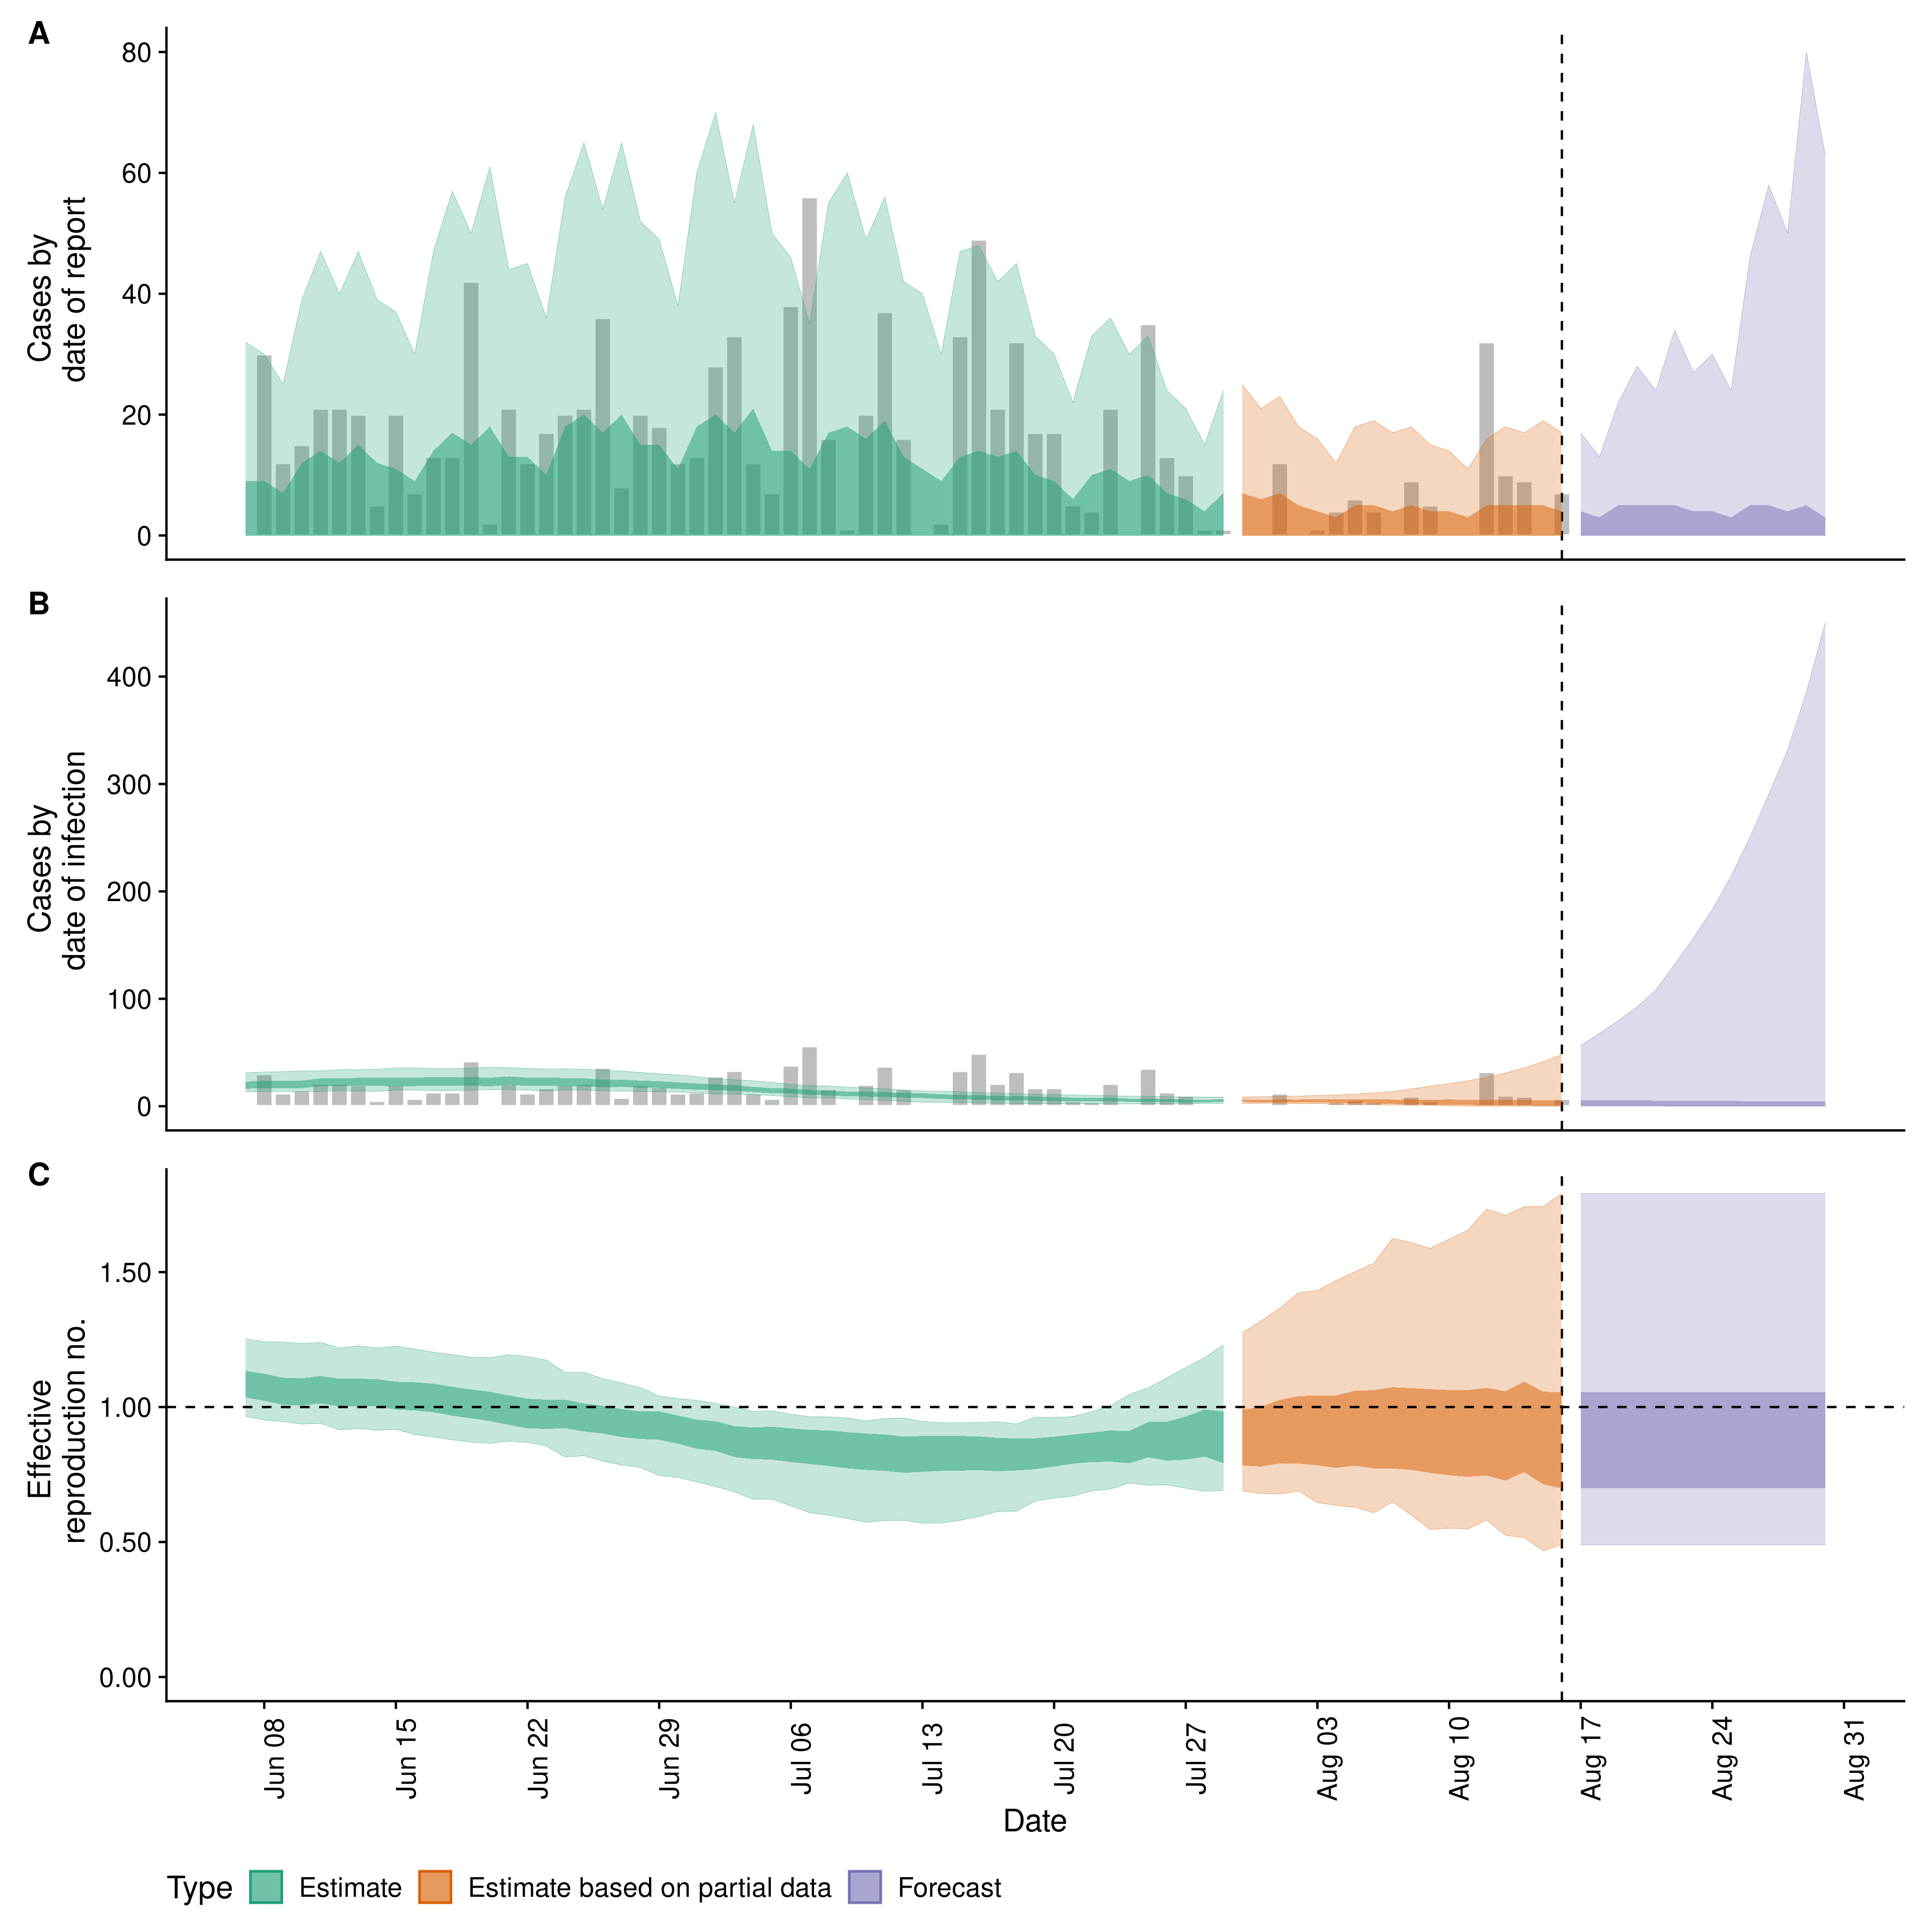 A
80
60
40
20
0
Cases by
date of report
B
400
300
200
100
0
Cases by
date of infection
C
1.50
1.00
0.50
0.00
Effective
reproduction no.
Jun 08
Jun 15
Jun 22
Jun 29
Jul 06
Jul 13
Jul 20
Jul 27
Aug 03
Aug 10
Aug 17
Aug 24
Aug 31
Date
Type Estimate Estimate based on partial data Forecast